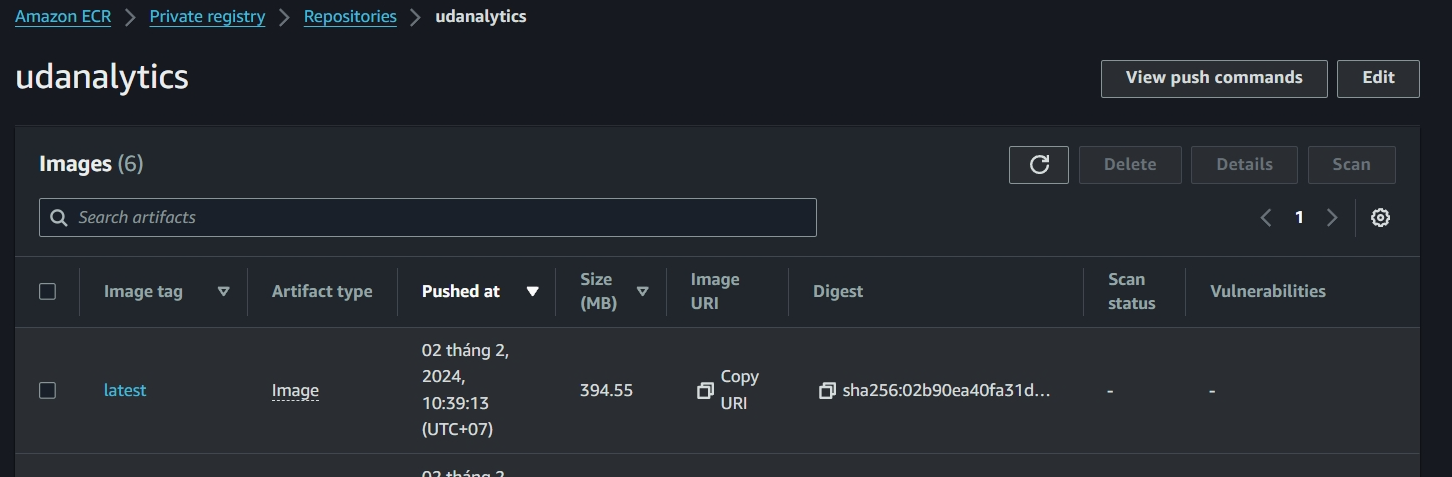 Amazon ECR > Private registry > Repositories > udanalytics
udanalytics
View push commands
Edit
Images (6)
Delete
Details
Scan
Search artifacts
1
Image tag
Artifact type
Pushed at
Size
(MB)
Image
URI
Digest
Scan
status
Vulnerabilities
latest
Image
02 tháng 2,
2024,
10:39:13
(UTC+07)
394.55
Copy
URI
sha256:02b90ea40fa31d...
-
-
02 tháng 2